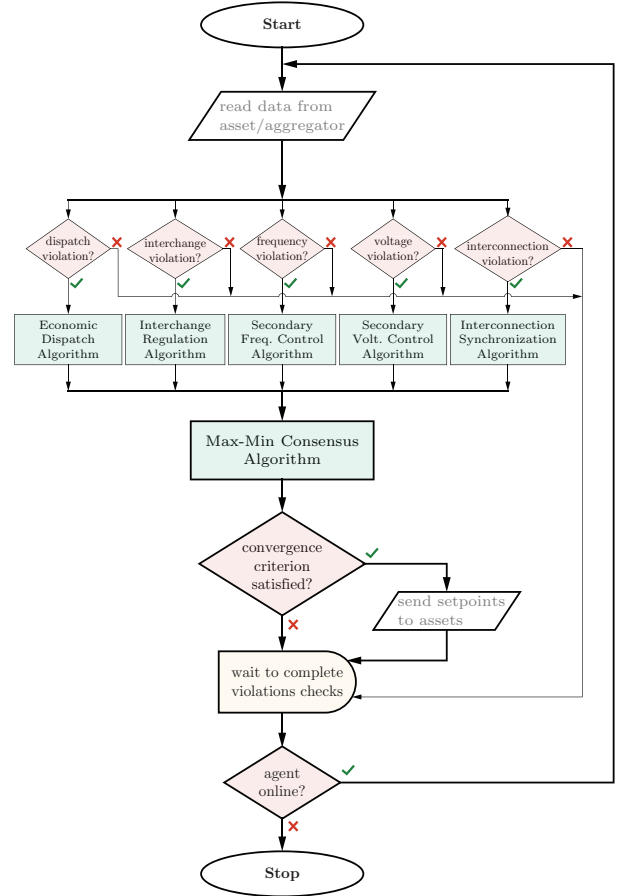 Start
read data from
asset/aggregator
dispatch
violation?
interchange
violation?
frequency
violation?
voltage
violation?
interconnection
violation?
Economic
Dispatch
Algorithm
Interchange
Regulation
Algorithm
Secondary
Freq. Control
Algorithm
Secondary
Volt. Control
Algorithm
Interconnection
Synchronization
Algorithm
Max-Min Consensus
Algorithm
convergence
criterion
satisfied?
send setpoints
to assets
wait to complete
violations checks
agent
online?
Stop